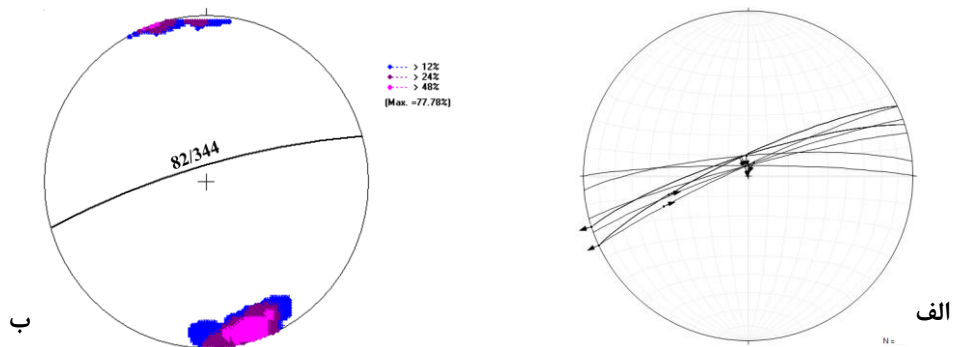 > 12%
> 24%
> 48%
(Max. =77.78%)
82/344
ب
الف
N =